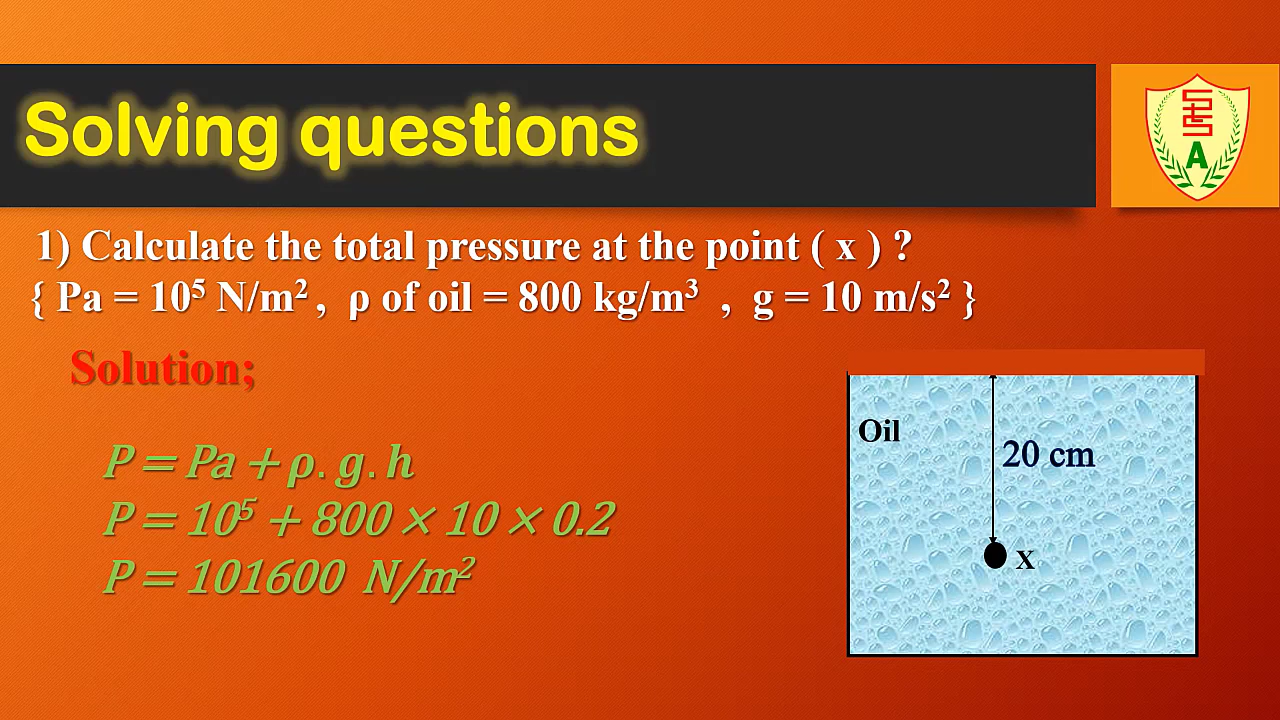 Solving questions
A
1) Calculate the total pressure at the point ( x ) ?
{ Pa = 10⁵ N/m² , ρ of oil = 800 kg/m³ , g = 10 m/s² }
Solution;
P = Pa + ρ. g. h
P = 10⁵ + 800 × 10 × 0.2
P = 101600 N/m²
Oil
20 cm
X